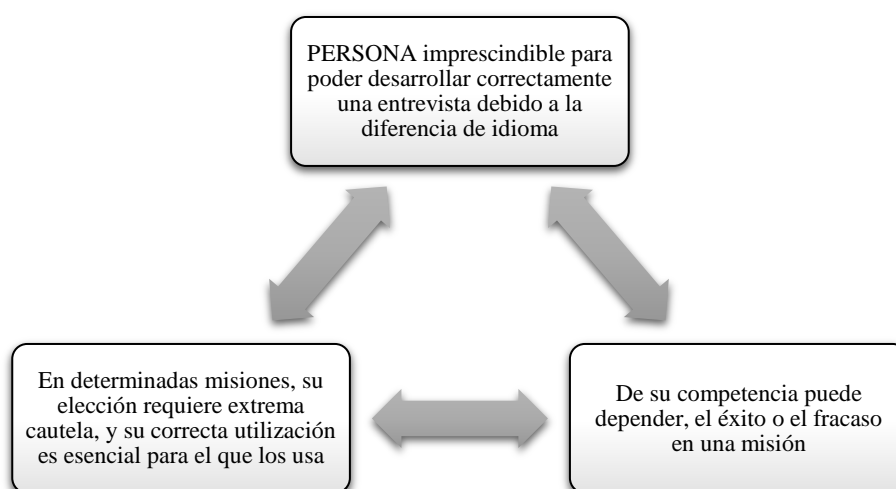 PERSONA imprescindible para
poder desarrollar correctamente
una entrevista debido a la
diferencia de idioma
En determinadas misiones, su
elección requiere extrema
cautela, y su correcta utilización
es esencial para el que los usa
De su competencia puede
depender, el éxito o el fracaso
en una misión